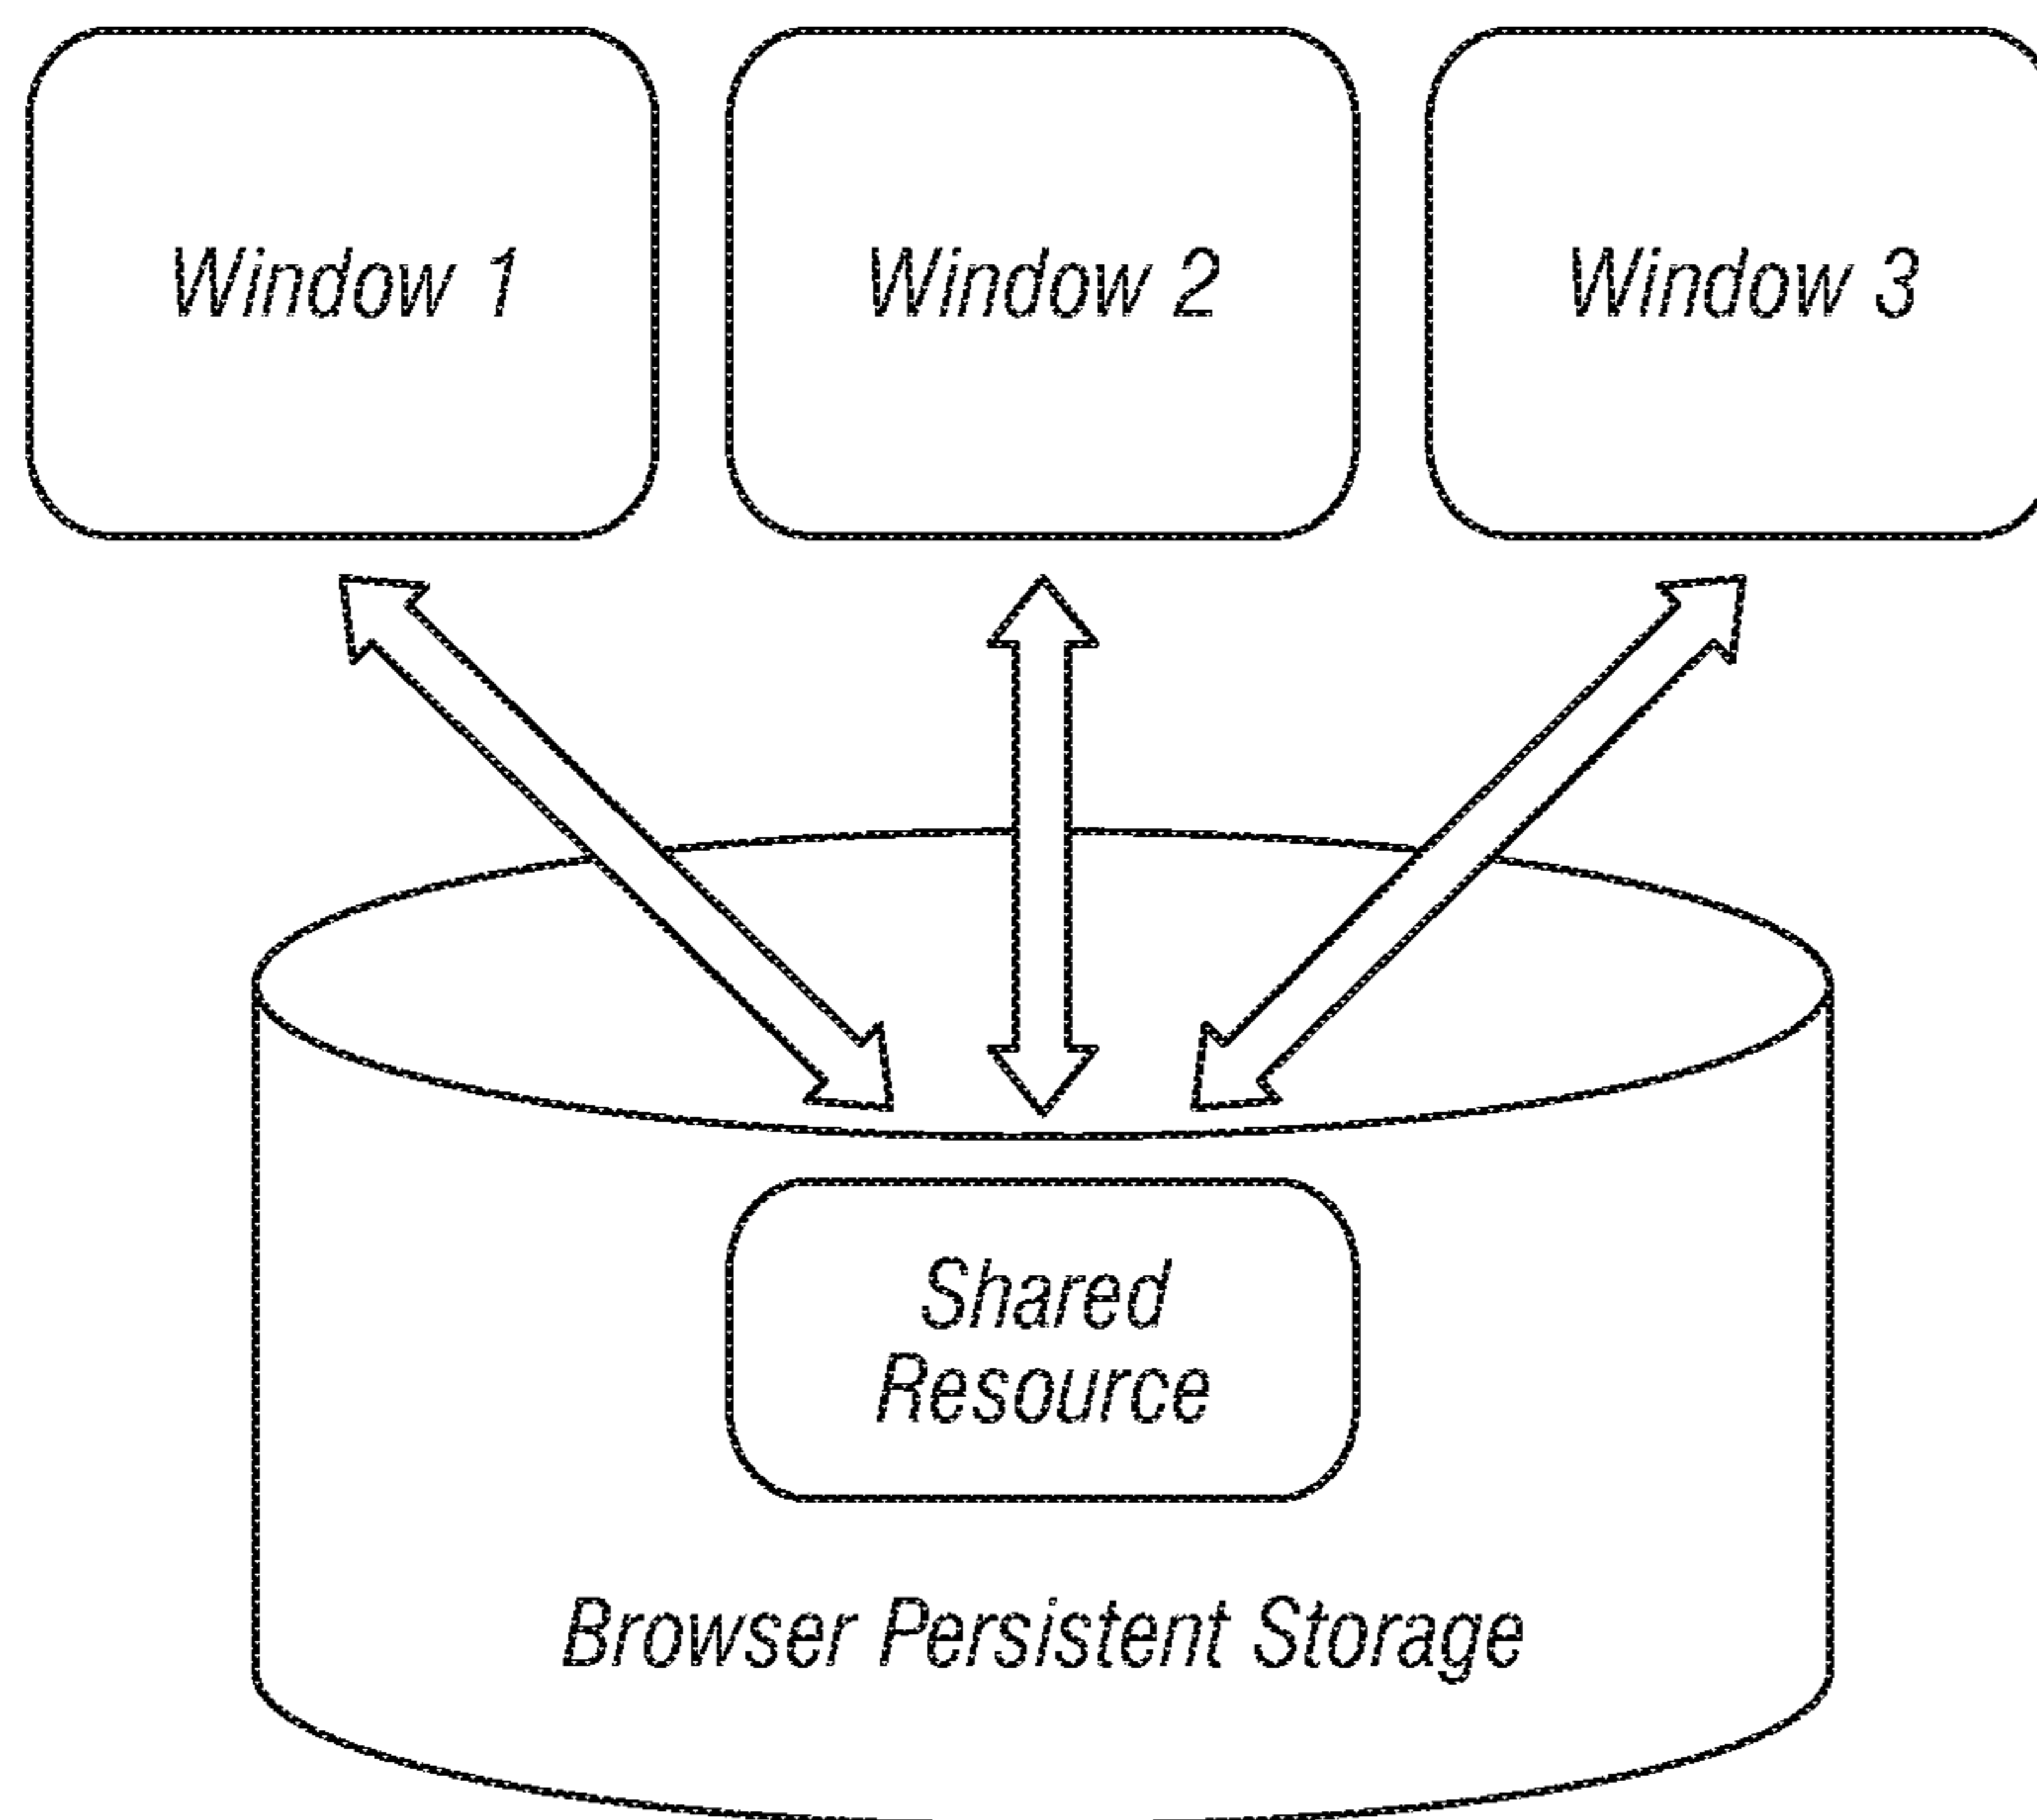 Window 1
Window 2
Window 3
Shared
Resource
Browser Persistent Storage